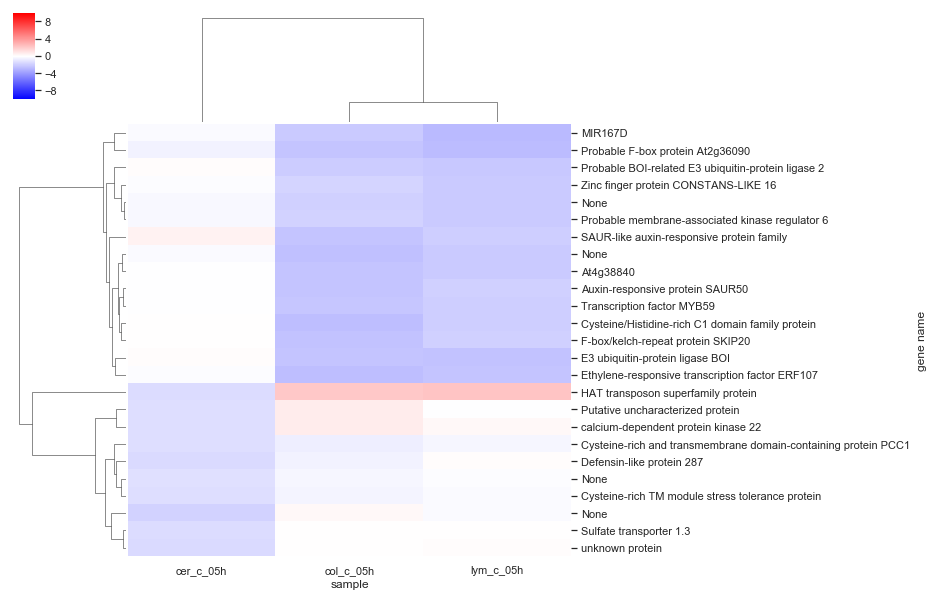 8
4
0
−4
−8
MIR167D
Probable F-box protein At2g36090
Probable BOI-related E3 ubiquitin-protein ligase 2
Zinc finger protein CONSTANS-LIKE 16
None
Probable membrane-associated kinase regulator 6
SAUR-like auxin-responsive protein family
None
At4g38840
Auxin-responsive protein SAUR50
Transcription factor MYB59
Cysteine/Histidine-rich C1 domain family protein
F-box/kelch-repeat protein SKIP20
E3 ubiquitin-protein ligase BOI
Ethylene-responsive transcription factor ERF107
HAT transposon superfamily protein
Putative uncharacterized protein
calcium-dependent protein kinase 22
Cysteine-rich and transmembrane domain-containing protein PCC1
Defensin-like protein 287
None
Cysteine-rich TM module stress tolerance protein
None
Sulfate transporter 1.3
unknown protein
gene name
cer_c_05h col_c_05h lym_c_05h
sample